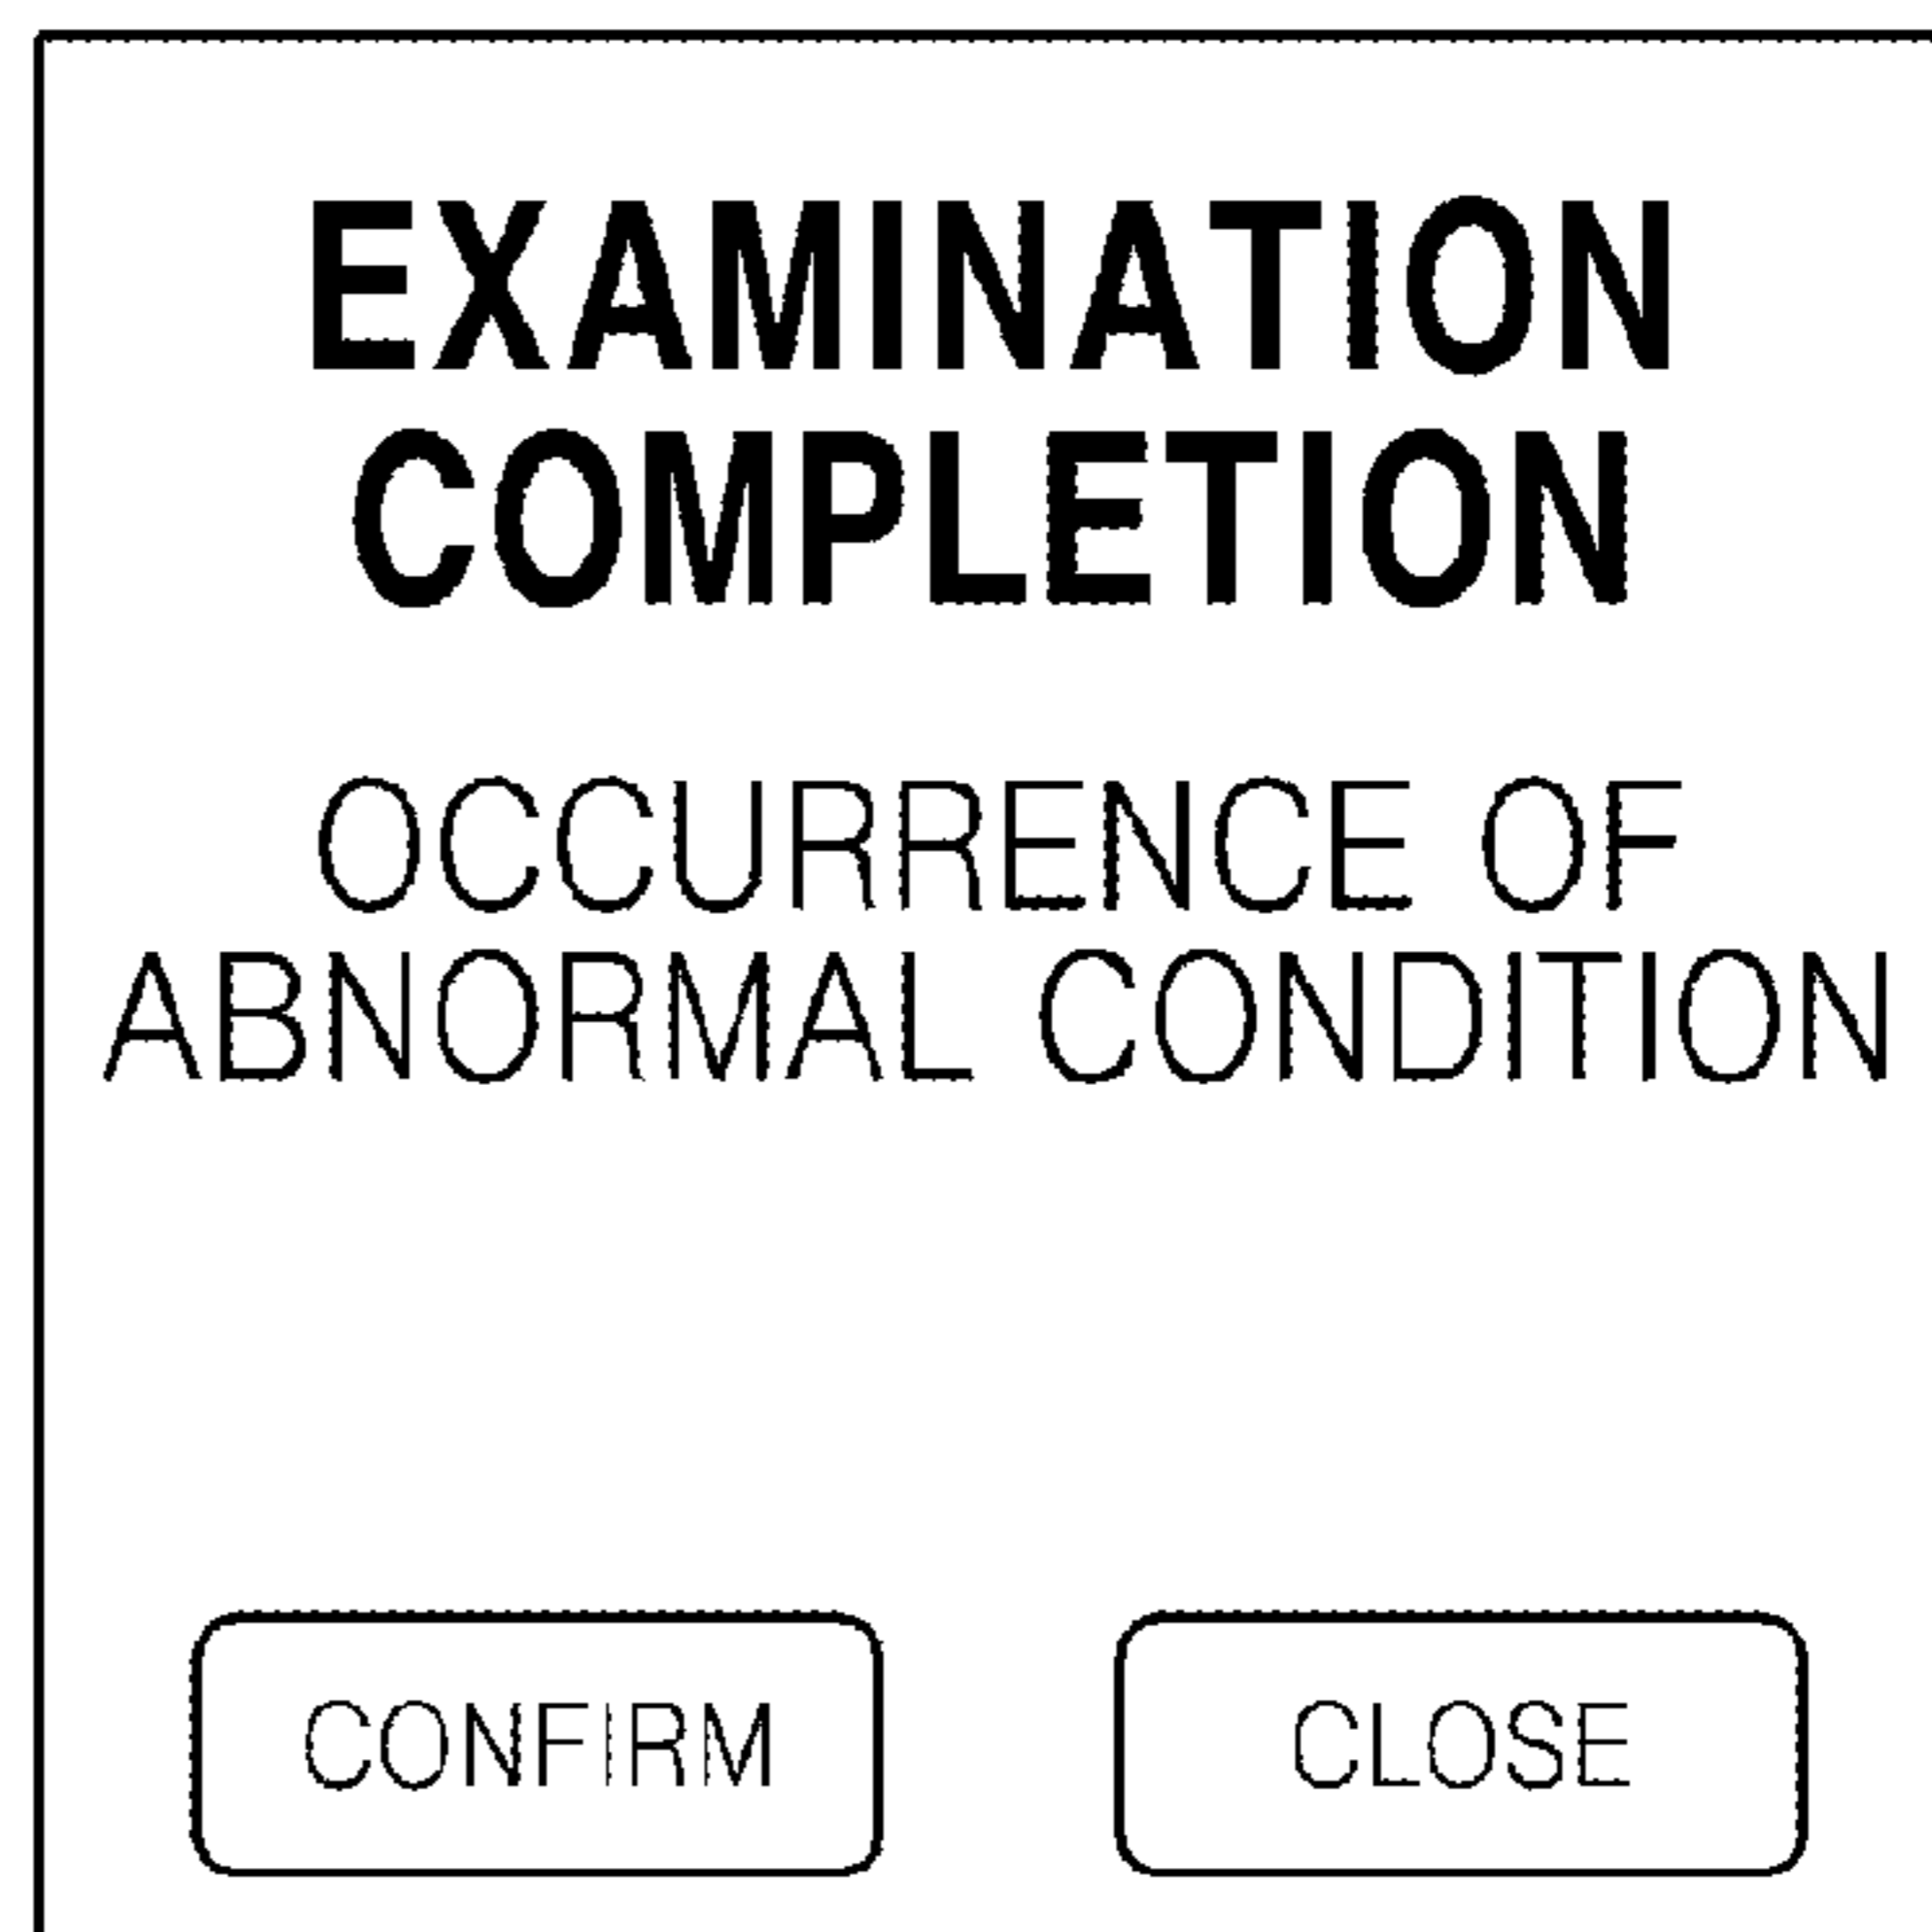 EXAMINATION
COMPLETION
OCCURRENCE OF
ABNORMAL CONDITION
CONFIRM
CLOSE